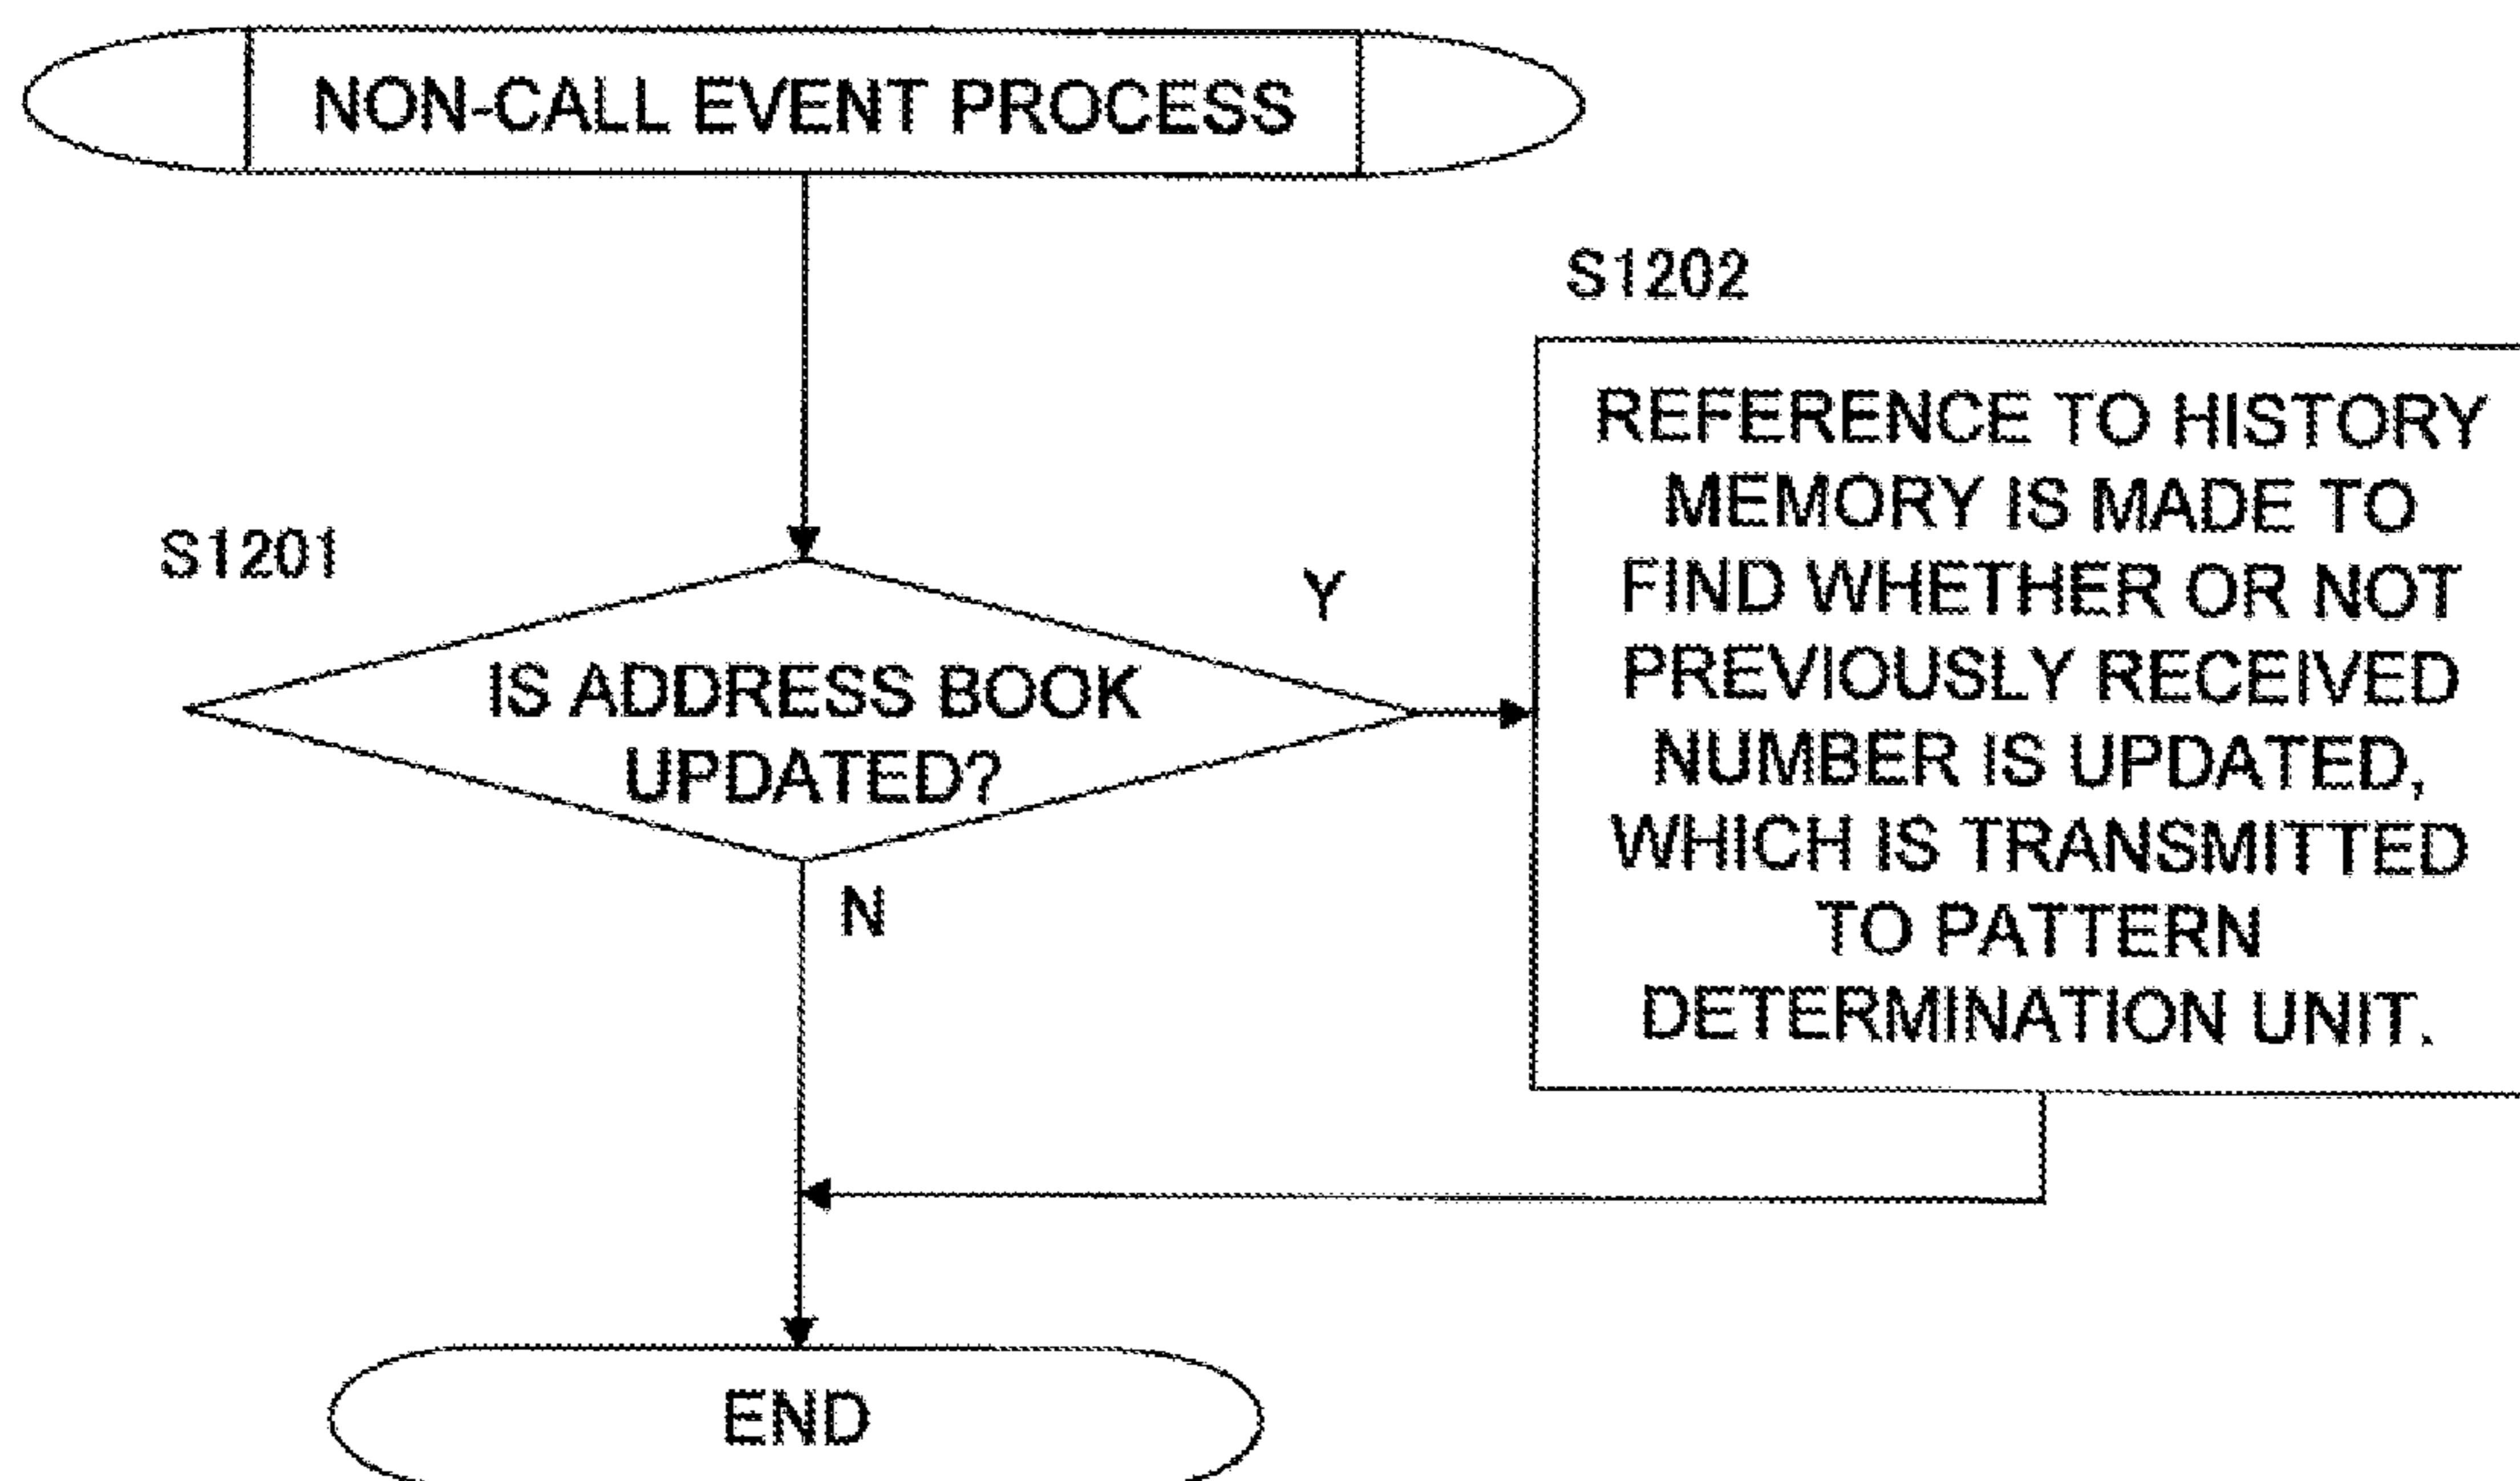 NON-CALL EVENT PROCESS
S1202
REFERENCE TO HISTORY
MEMORY IS MADE TO
FIND WHETHER OR NOT
PREVIOUSLY RECEIVED
NUMBER IS UPDATED,
WHICH IS TRANSMITTED
TO PATTERN
DETERMINATION UNIT.
S1201
Y
IS ADDRESS BOOK
UPDATED?
N
END